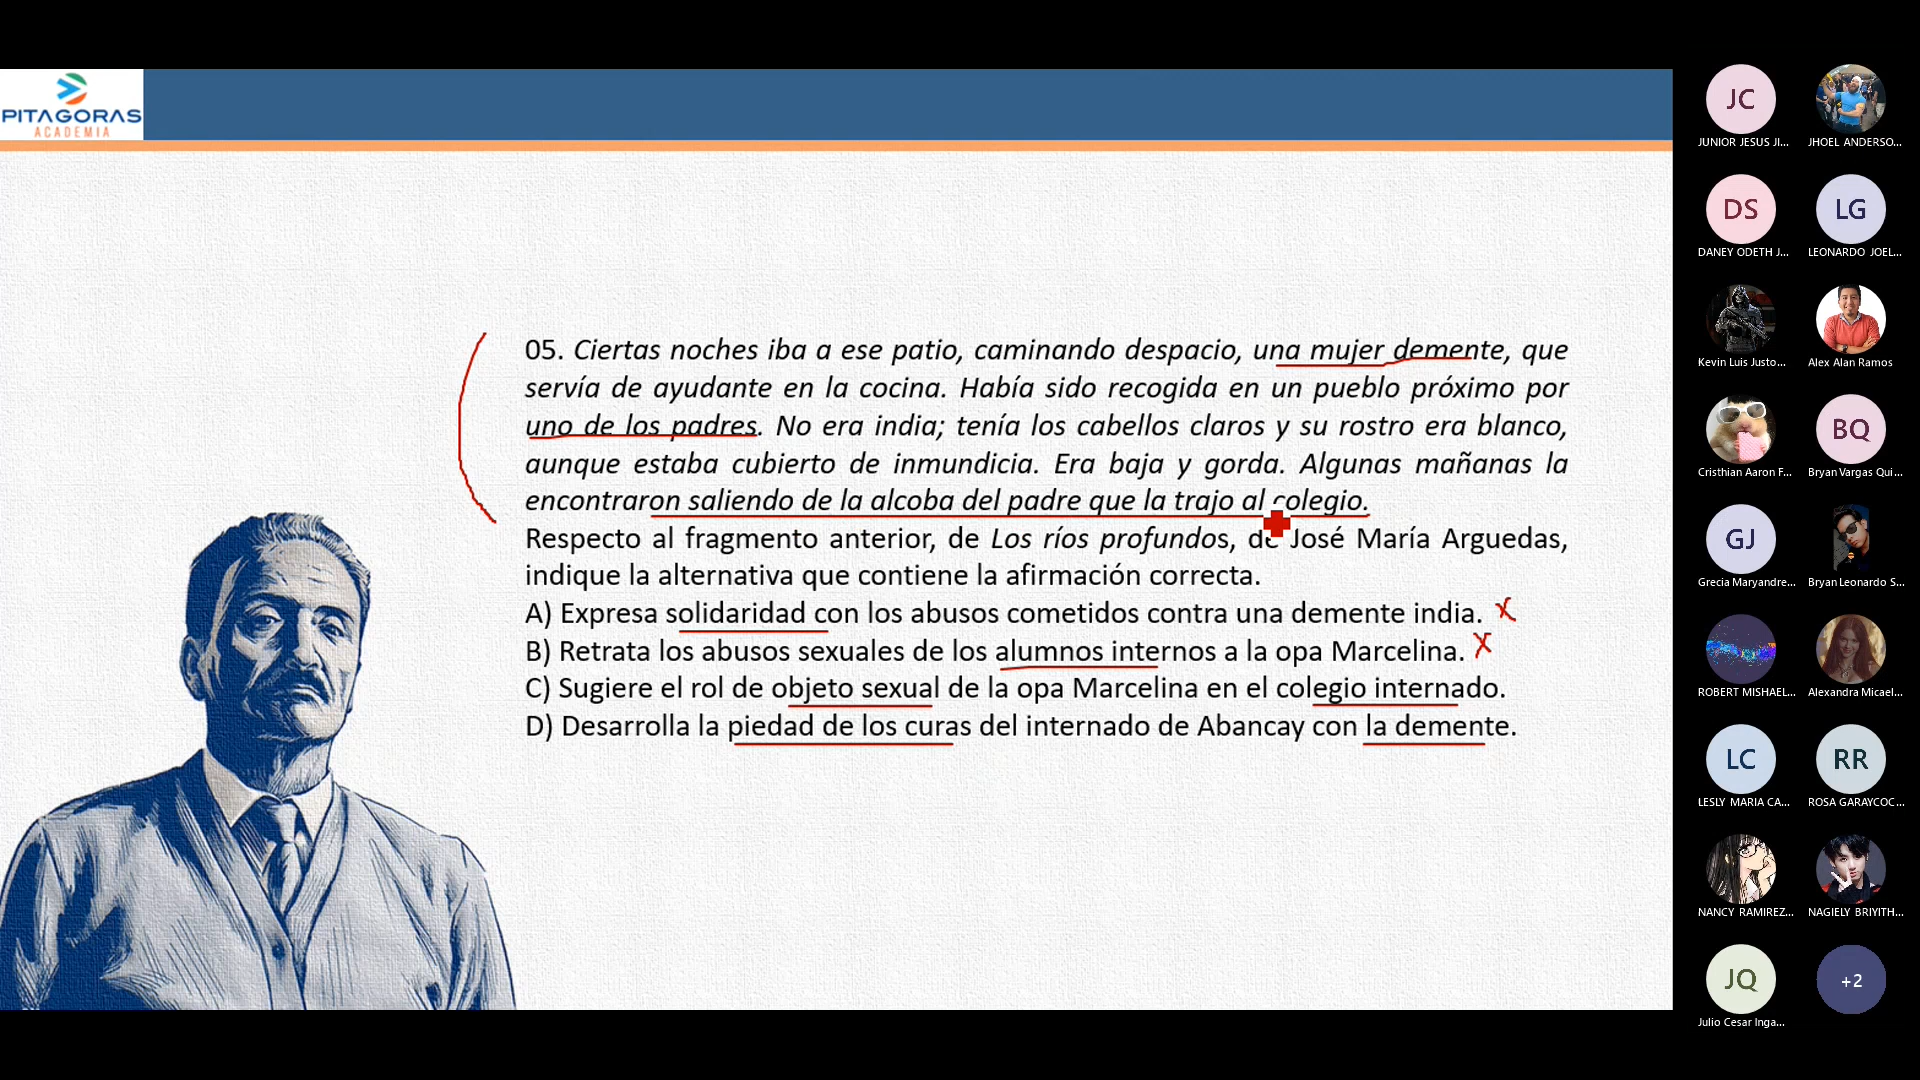 PITAGORAS
ACADEMIA
05. Ciertas noches iba a ese patio, caminando despacio, una mujer demente, que
servía de ayudante en la cocina. Había sido recogida en un pueblo próximo por
uno de los padres. No era india; tenía los cabellos claros y su rostro era blanco,
aunque estaba cubierto de inmundicia. Era baja y gorda. Algunas mañanas la
encontraron saliendo de la alcoba del padre que la trajo al colegio.
Respecto al fragmento anterior, de Los ríos profundos, de José María Arguedas,
indique la alternativa que contiene la afirmación correcta.
A) Expresa solidaridad con los abusos cometidos contra una demente india. X
B) Retrata los abusos sexuales de los alumnos internos a la opa Marcelina. X
C) Sugiere el rol de objeto sexual de la opa Marcelina en el colegio internado.
D) Desarrolla la piedad de los curas del internado de Abancay con la demente.
JC
JUNIOR JESUS JI...
JHOEL ANDERSO...
DS
DANEY ODETH J...
LG
LEONARDO JOEL...
Kevin Luis Justo...
Alex Alan Ramos
Cristhian Aaron F...
BQ
Bryan Vargas Qui...
GJ
Grecia Maryandre...
Bryan Leonardo S...
ROBERT MISHAEL...
Alexandra Micael...
LC
LESLY MARIA CA...
RR
ROSA GARAYCOC...
NANCY RAMIREZ...
NAGIELY BRIYITH...
JQ
Julio Cesar Inga...
+2